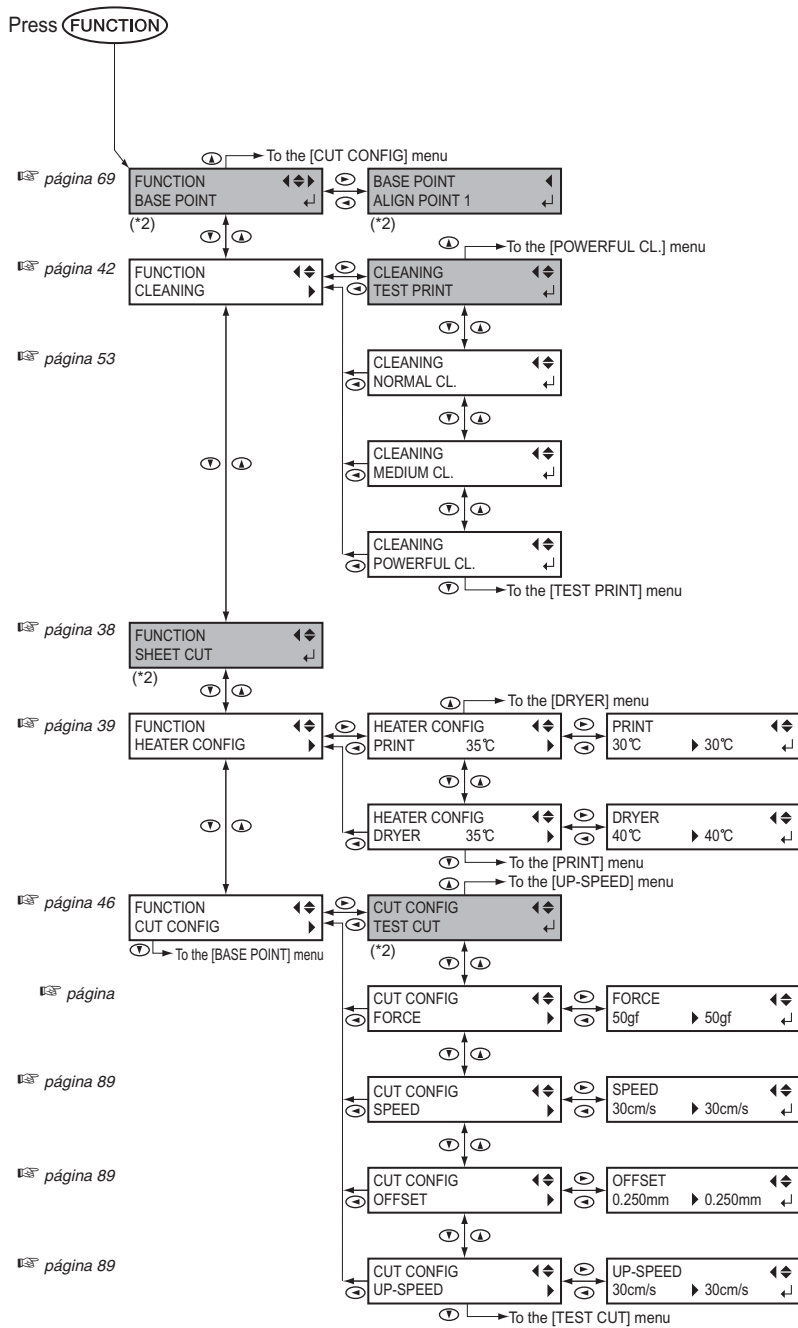 Press FUNCTION
To the [CUT CONFIG] menu
página 69
FUNCTION
BASE POINT
(*2)
BASE POINT
ALIGN POINT 1
(*2)
To the [POWERFUL CL.] menu
página 42
FUNCTION
CLEANING
CLEANING
TEST PRINT
página 53
CLEANING
NORMAL CL.
CLEANING
MEDIUM CL.
CLEANING
POWERFUL CL.
To the [TEST PRINT] menu
página 38
FUNCTION
SHEET CUT
(*2)
To the [DRYER] menu
página 39
FUNCTION
HEATER CONFIG
HEATER CONFIG
PRINT 35℃
PRINT
30℃ 30℃
HEATER CONFIG
DRYER 35℃
DRYER
40℃ 40℃
To the [PRINT] menu
To the [UP-SPEED] menu
página 46
FUNCTION
CUT CONFIG
To the [BASE POINT] menu
CUT CONFIG
TEST CUT
(*2)
página
CUT CONFIG
FORCE
FORCE
50gf 50gf
página 89
CUT CONFIG
SPEED
SPEED
30cm/s 30cm/s
página 89
CUT CONFIG
OFFSET
OFFSET
0.250mm 0.250mm
página 89
CUT CONFIG
UP-SPEED
UP-SPEED
30cm/s 30cm/s
To the [TEST CUT] menu